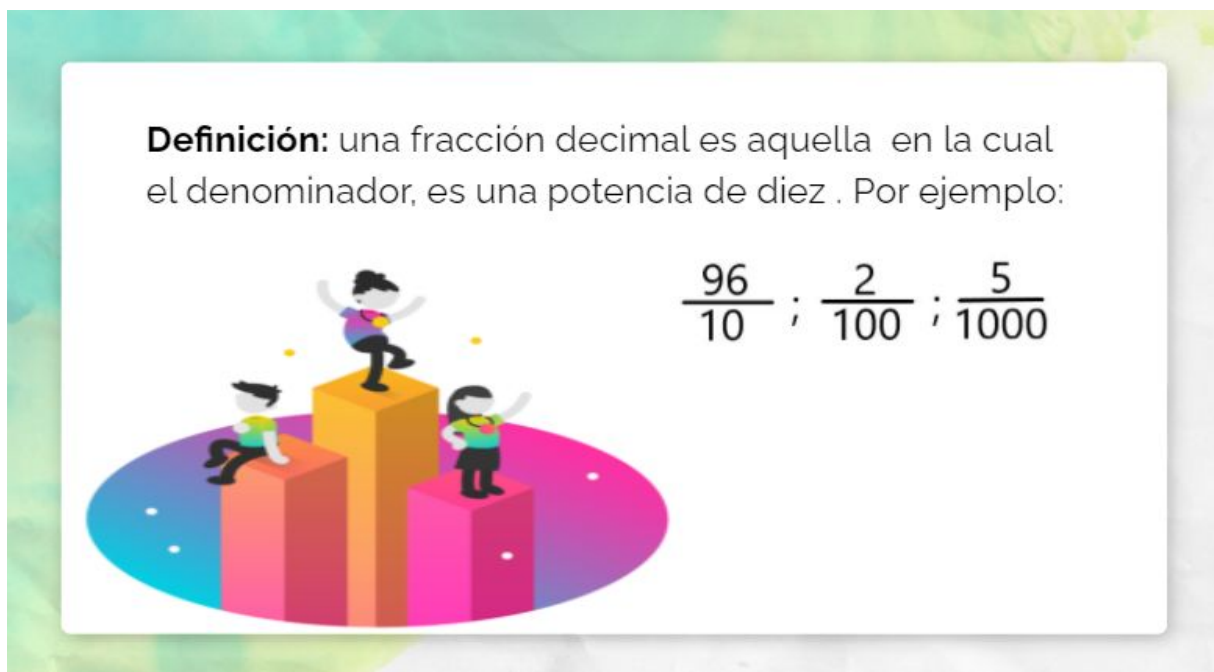 Definición: una fracción decimal es aquella en la cual
el denominador, es una potencia de diez . Por ejemplo:
96/10 ; 2/100 ; 5/1000